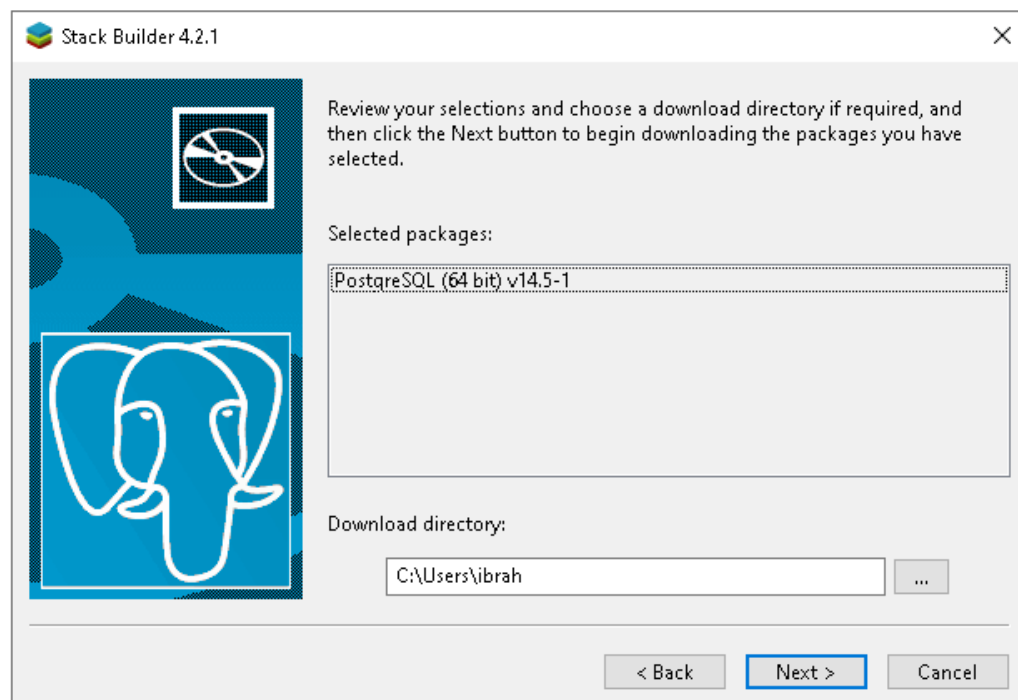 Stack Builder 4.2.1
Review your selections and choose a download directory if required, and
then click the Next button to begin downloading the packages you have
selected.
Selected packages:
PostgreSQL (64 bit) v14.5-1
Download directory:
C:\Users\ibrah
...
< Back
Next >
Cancel